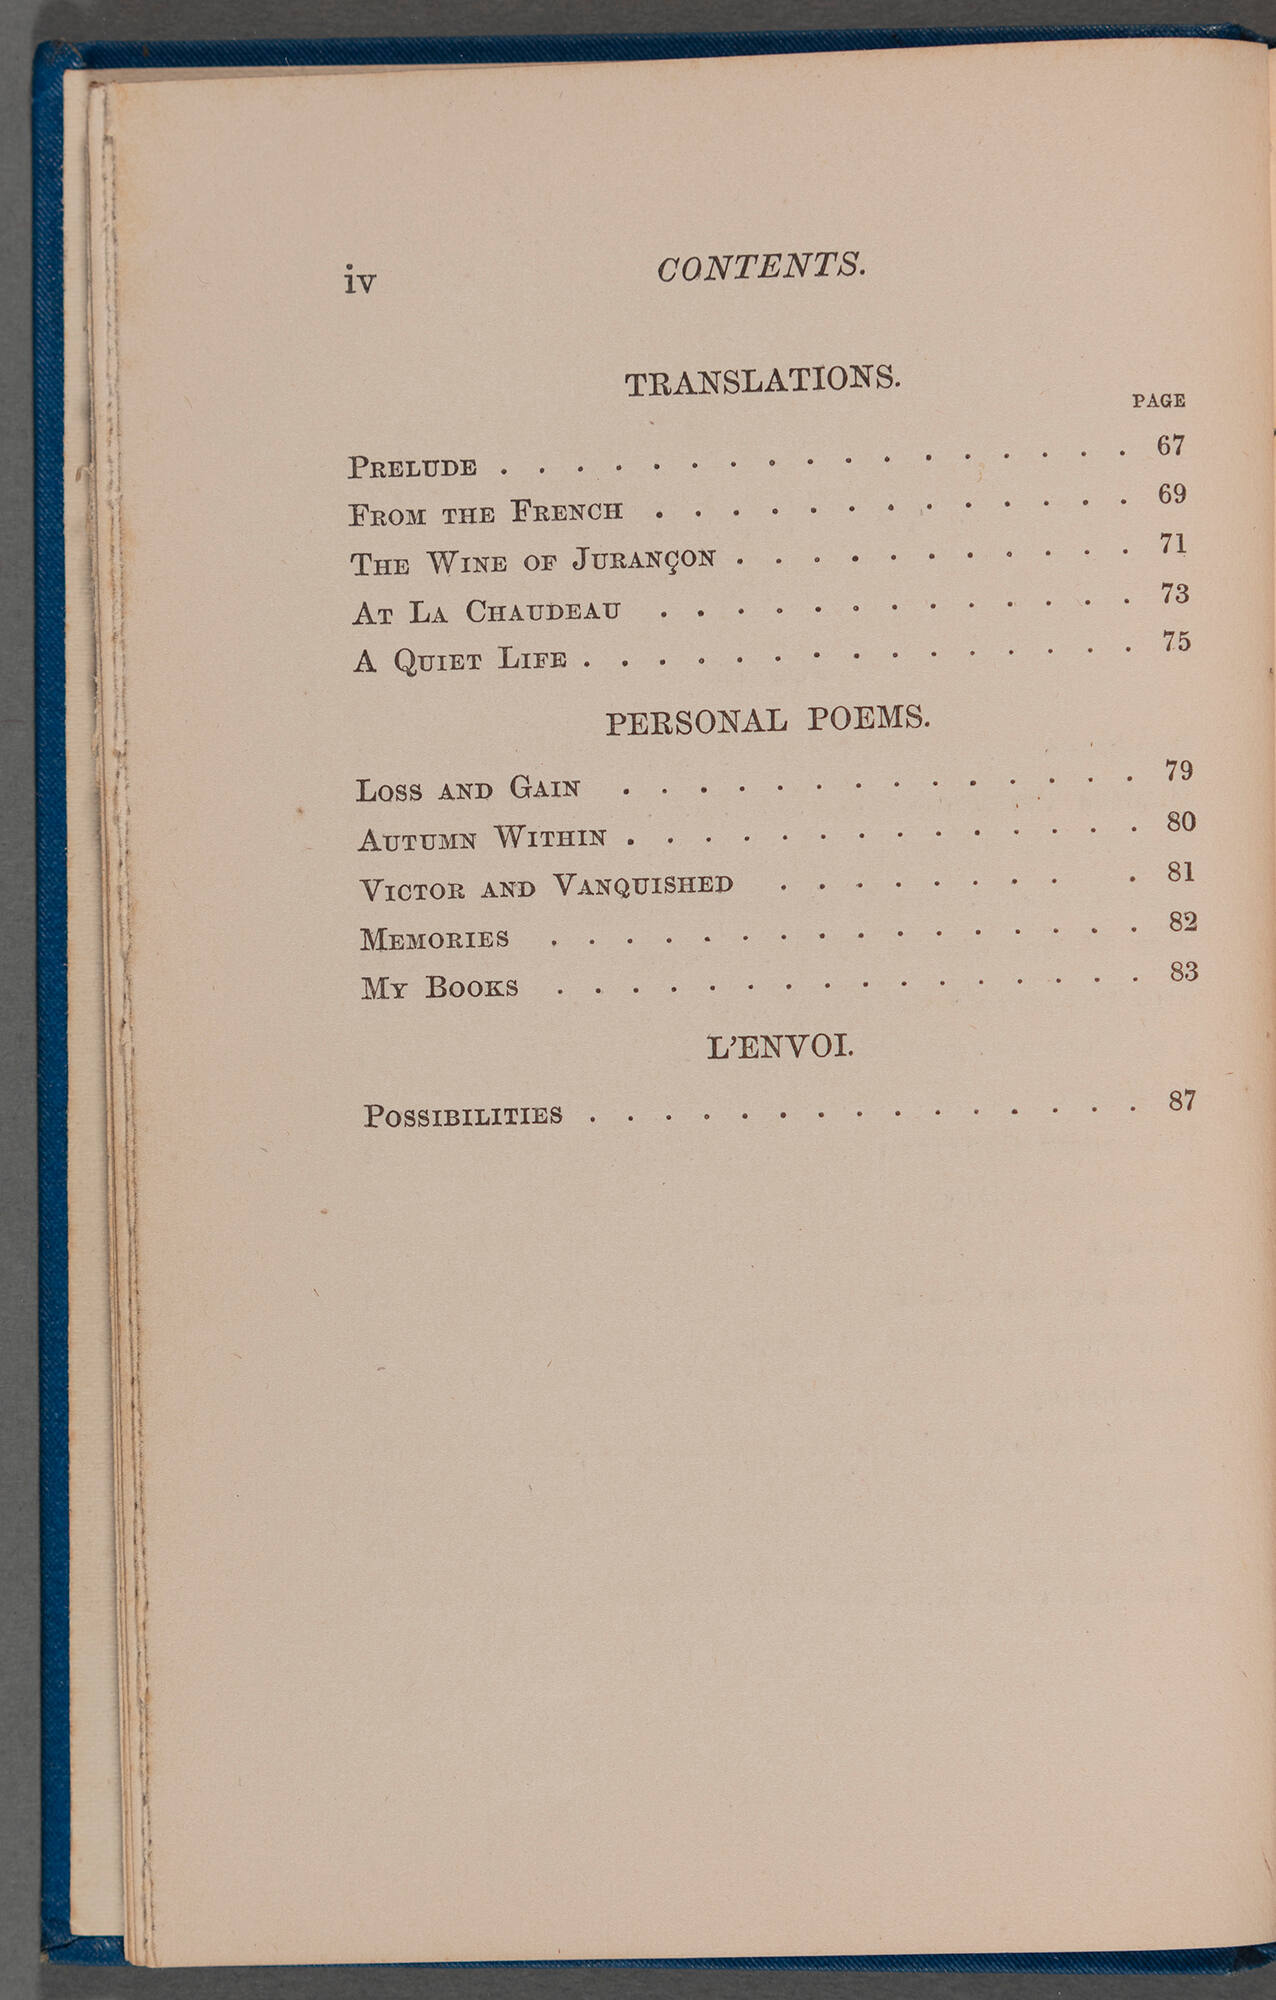 iv CONTENTS.
TRANSLATIONS.
PAGE
PRELUDE . . . . . . . . . . . . . . . . . 67
FROM THE FRENCH . . . . . . . . . . . . . 69
THE WINE OF JURANÇON . . . . . . . . . . . 71
AT LA CHAUDEAU . . . . . . . . . . . . . 73
A QUIET LIFE . . . . . . . . . . . . . . . 75
PERSONAL POEMS.
LOSS AND GAIN . . . . . . . . . . . . . . 79
AUTUMN WITHIN . . . . . . . . . . . . . . 80
VICTOR AND VANQUISHED . . . . . . . . . 81
MEMORIES . . . . . . . . . . . . . . . . 82
MY BOOKS . . . . . . . . . . . . . . . . 83
L'ENVOI.
POSSIBILITIES . . . . . . . . . . . . . . . 87